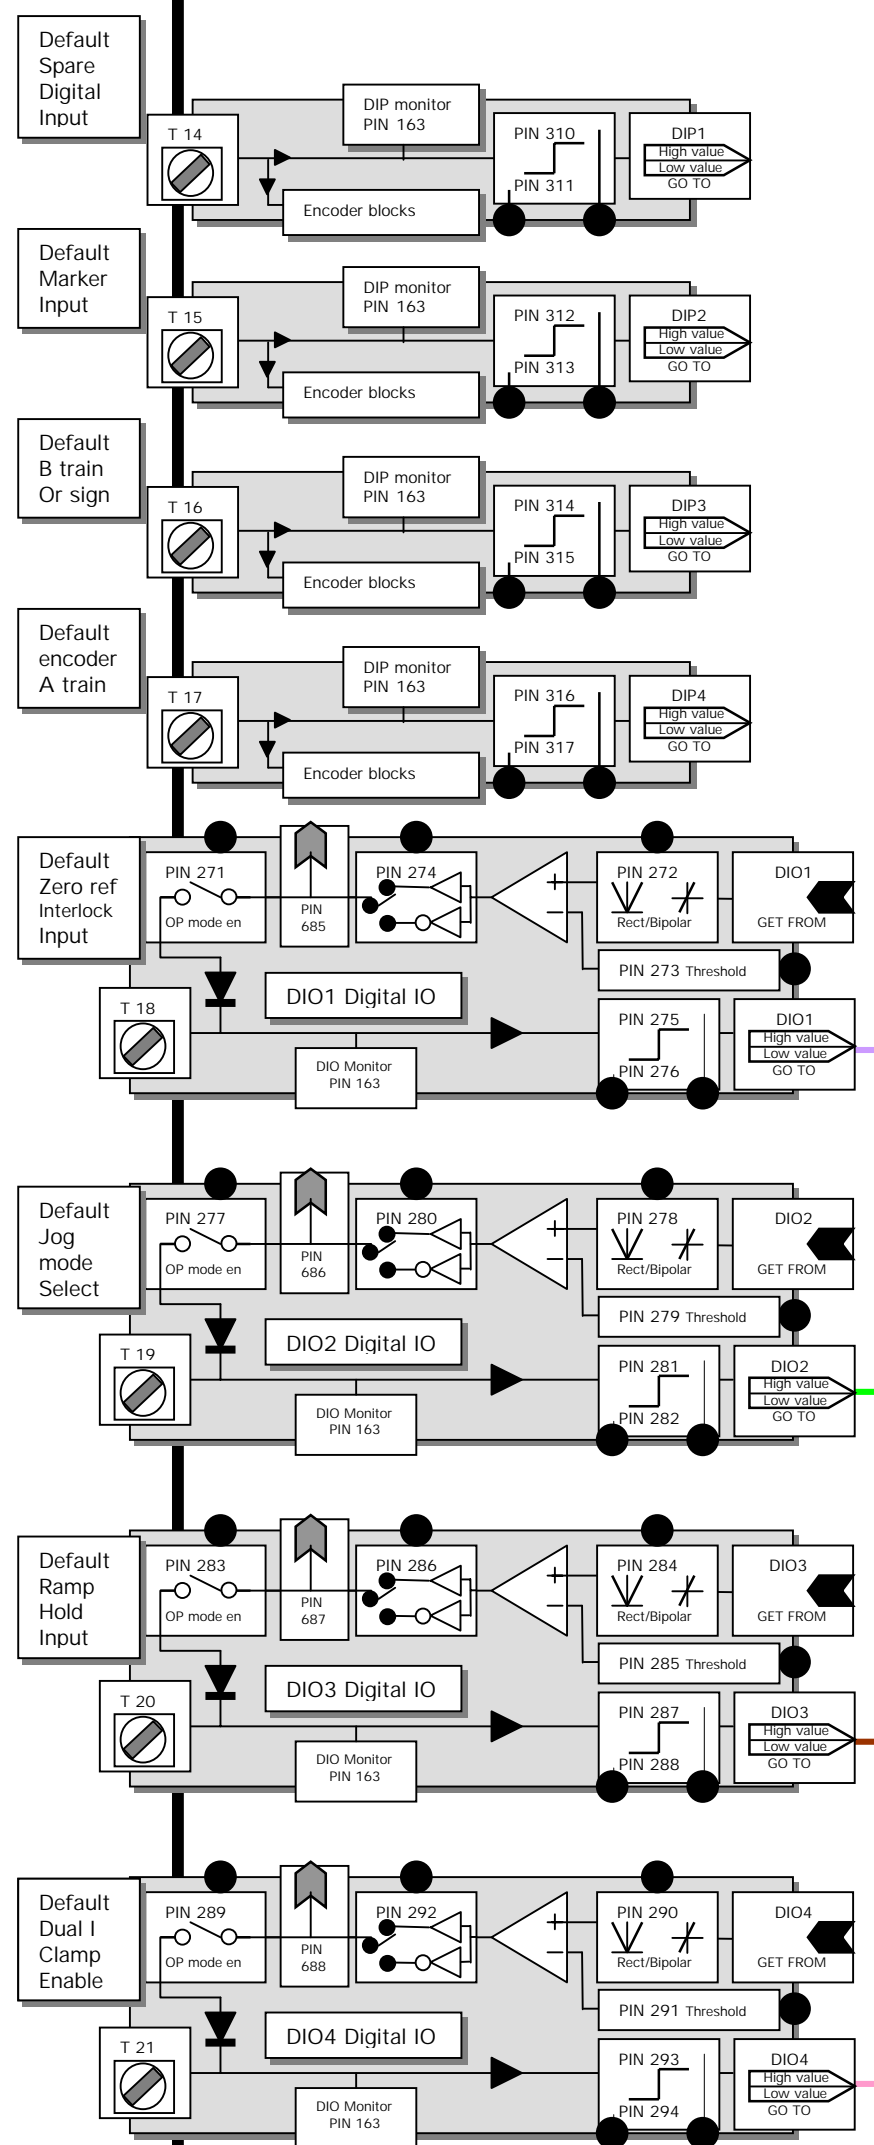 Default
Spare
Digital
Input
T 14
DIP monitor
PIN 163
Encoder blocks
PIN 310
PIN 311
DIP1
High value
Low value
GO TO
Default
Marker
Input
T 15
DIP monitor
PIN 163
Encoder blocks
PIN 312
PIN 313
DIP2
High value
Low value
GO TO
Default
B train
Or sign
T 16
DIP monitor
PIN 163
Encoder blocks
PIN 314
PIN 315
DIP3
High value
Low value
GO TO
Default
encoder
A train
T 17
DIP monitor
PIN 163
Encoder blocks
PIN 316
PIN 317
DIP4
High value
Low value
GO TO
Default
Zero ref
Interlock
Input
PIN 271
OP mode en
PIN
685
PIN 274
PIN 272
Rect/Bipolar
DIO1
GET FROM
PIN 273 Threshold
DIO1 Digital IO
T 18
DIO Monitor
PIN 163
PIN 275
PIN 276
DIO1
High value
Low value
GO TO
Default
Jog
mode
Select
PIN 277
OP mode en
PIN
686
PIN 280
PIN 278
Rect/Bipolar
DIO2
GET FROM
PIN 279 Threshold
DIO2 Digital IO
T 19
DIO Monitor
PIN 163
PIN 281
PIN 282
DIO2
High value
Low value
GO TO
Default
Ramp
Hold
Input
PIN 283
OP mode en
PIN
687
PIN 286
PIN 284
Rect/Bipolar
DIO3
GET FROM
PIN 285 Threshold
DIO3 Digital IO
T 20
DIO Monitor
PIN 163
PIN 287
PIN 288
DIO3
High value
Low value
GO TO
Default
Dual I
Clamp
Enable
PIN 289
OP mode en
PIN
688
PIN 292
PIN 290
Rect/Bipolar
DIO4
GET FROM
PIN 291 Threshold
DIO4 Digital IO
T 21
DIO Monitor
PIN 163
PIN 293
PIN 294
DIO4
High value
Low value
GO TO